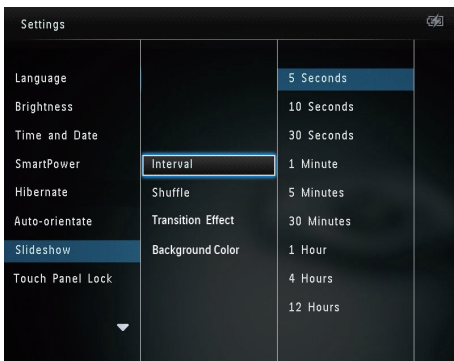 Settings
Language
Brightness
Time and Date
SmartPower
Hibernate
Auto-orientate
Slideshow
Touch Panel Lock
Interval
Shuffle
Transition Effect
Background Color
5 Seconds
10 Seconds
30 Seconds
1 Minute
5 Minutes
30 Minutes
1 Hour
4 Hours
12 Hours